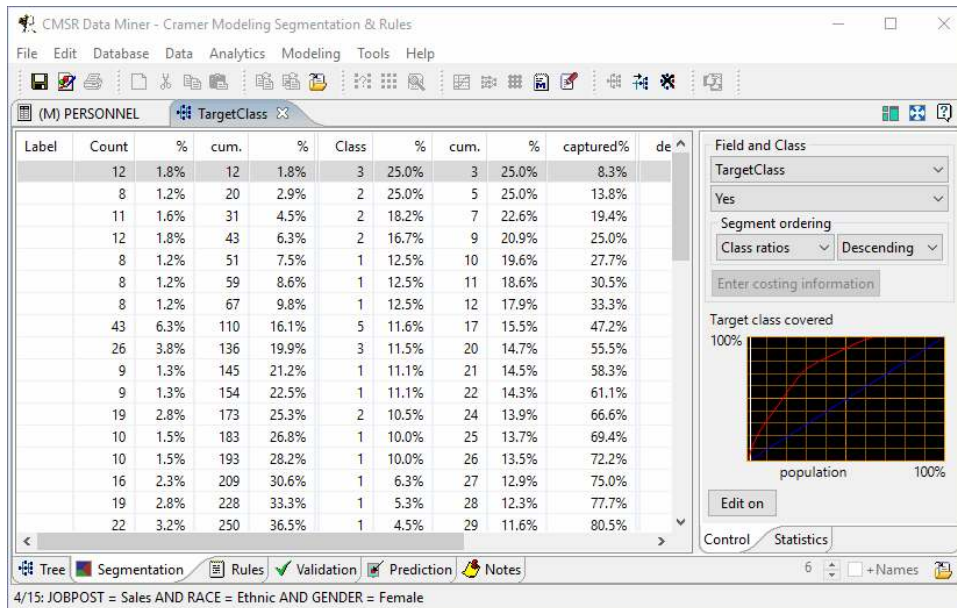 CMSR Data Miner - Cramer Modeling Segmentation & Rules
File Edit Database Data Analytics Modeling Tools Help
(M) PERSONNEL TargetClass
Label Count % cum. % Class % cum. % captured% de
12 1.8% 12 1.8% 3 25.0% 3 25.0% 8.3%
8 1.2% 20 2.9% 2 25.0% 5 25.0% 13.8%
11 1.6% 31 4.5% 2 18.2% 7 22.6% 19.4%
12 1.8% 43 6.3% 2 16.7% 9 20.9% 25.0%
8 1.2% 51 7.5% 1 12.5% 10 19.6% 27.7%
8 1.2% 59 8.6% 1 12.5% 11 18.6% 30.5%
8 1.2% 67 9.8% 1 12.5% 12 17.9% 33.3%
43 6.3% 110 16.1% 5 11.6% 17 15.5% 47.2%
26 3.8% 136 19.9% 3 11.5% 20 14.7% 55.5%
9 1.3% 145 21.2% 1 11.1% 21 14.5% 58.3%
9 1.3% 154 22.5% 1 11.1% 22 14.3% 61.1%
19 2.8% 173 25.3% 2 10.5% 24 13.9% 66.6%
10 1.5% 183 26.8% 1 10.0% 25 13.7% 69.4%
10 1.5% 193 28.2% 1 10.0% 26 13.5% 72.2%
16 2.3% 209 30.6% 1 6.3% 27 12.9% 75.0%
19 2.8% 228 33.3% 1 5.3% 28 12.3% 77.7%
22 3.2% 250 36.5% 1 4.5% 29 11.6% 80.5%
Field and Class
TargetClass
Yes
Segment ordering
Class ratios Descending
Enter costing information
Target class covered
100%
population 100%
Edit on
Control Statistics
Tree Segmentation Rules Validation Prediction Notes 6 +Names
4/15: JOBPOST = Sales AND RACE = Ethnic AND GENDER = Female